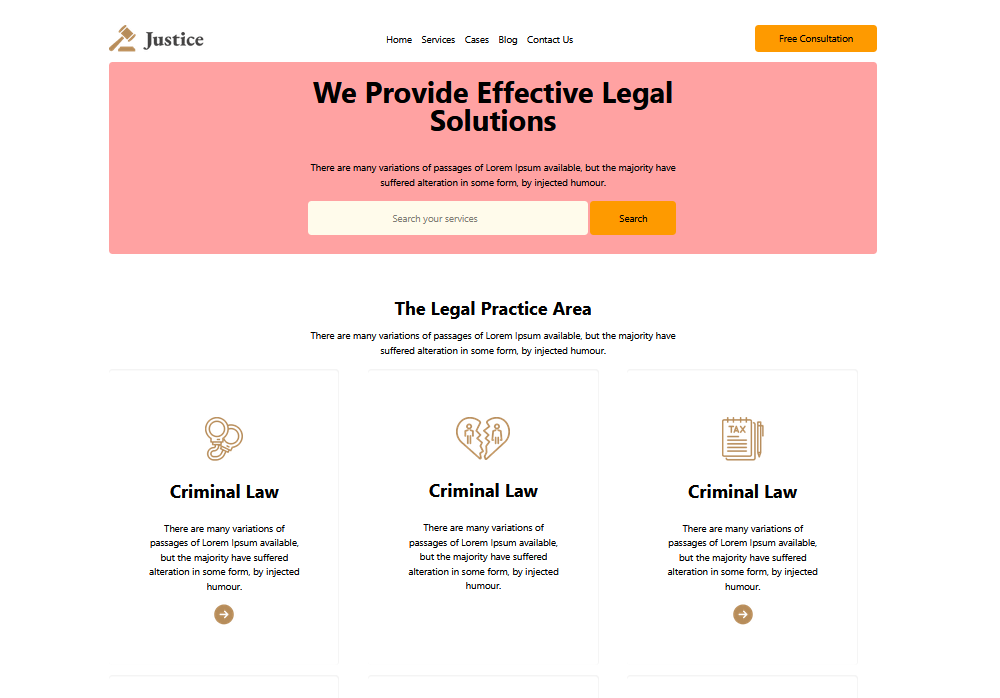 Justice
Home Services Cases Blog Contact Us
Free Consultation
We Provide Effective Legal
Solutions
There are many variations of passages of Lorem Ipsum available, but the majority have
suffered alteration in some form, by injected humour.
Search your services
Search
The Legal Practice Area
There are many variations of passages of Lorem Ipsum available, but the majority have
suffered alteration in some form, by injected humour.
Criminal Law
There are many variations of
passages of Lorem Ipsum available,
but the majority have suffered
alteration in some form, by injected
humour.
Criminal Law
There are many variations of
passages of Lorem Ipsum available,
but the majority have suffered
alteration in some form, by injected
humour.
TAX
Criminal Law
There are many variations of
passages of Lorem Ipsum available,
but the majority have suffered
alteration in some form, by injected
humour.